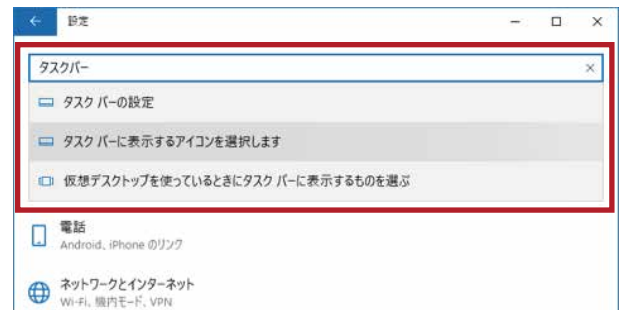 設定
タスクバー
タスク バーの設定
タスク バーに表示するアイコンを選択します
仮想デスクトップを使っているときにタスク バーに表示するものを選ぶ
電話
Android、iPhone のリンク
ネットワークとインターネット
Wi-Fi、機内モード、VPN